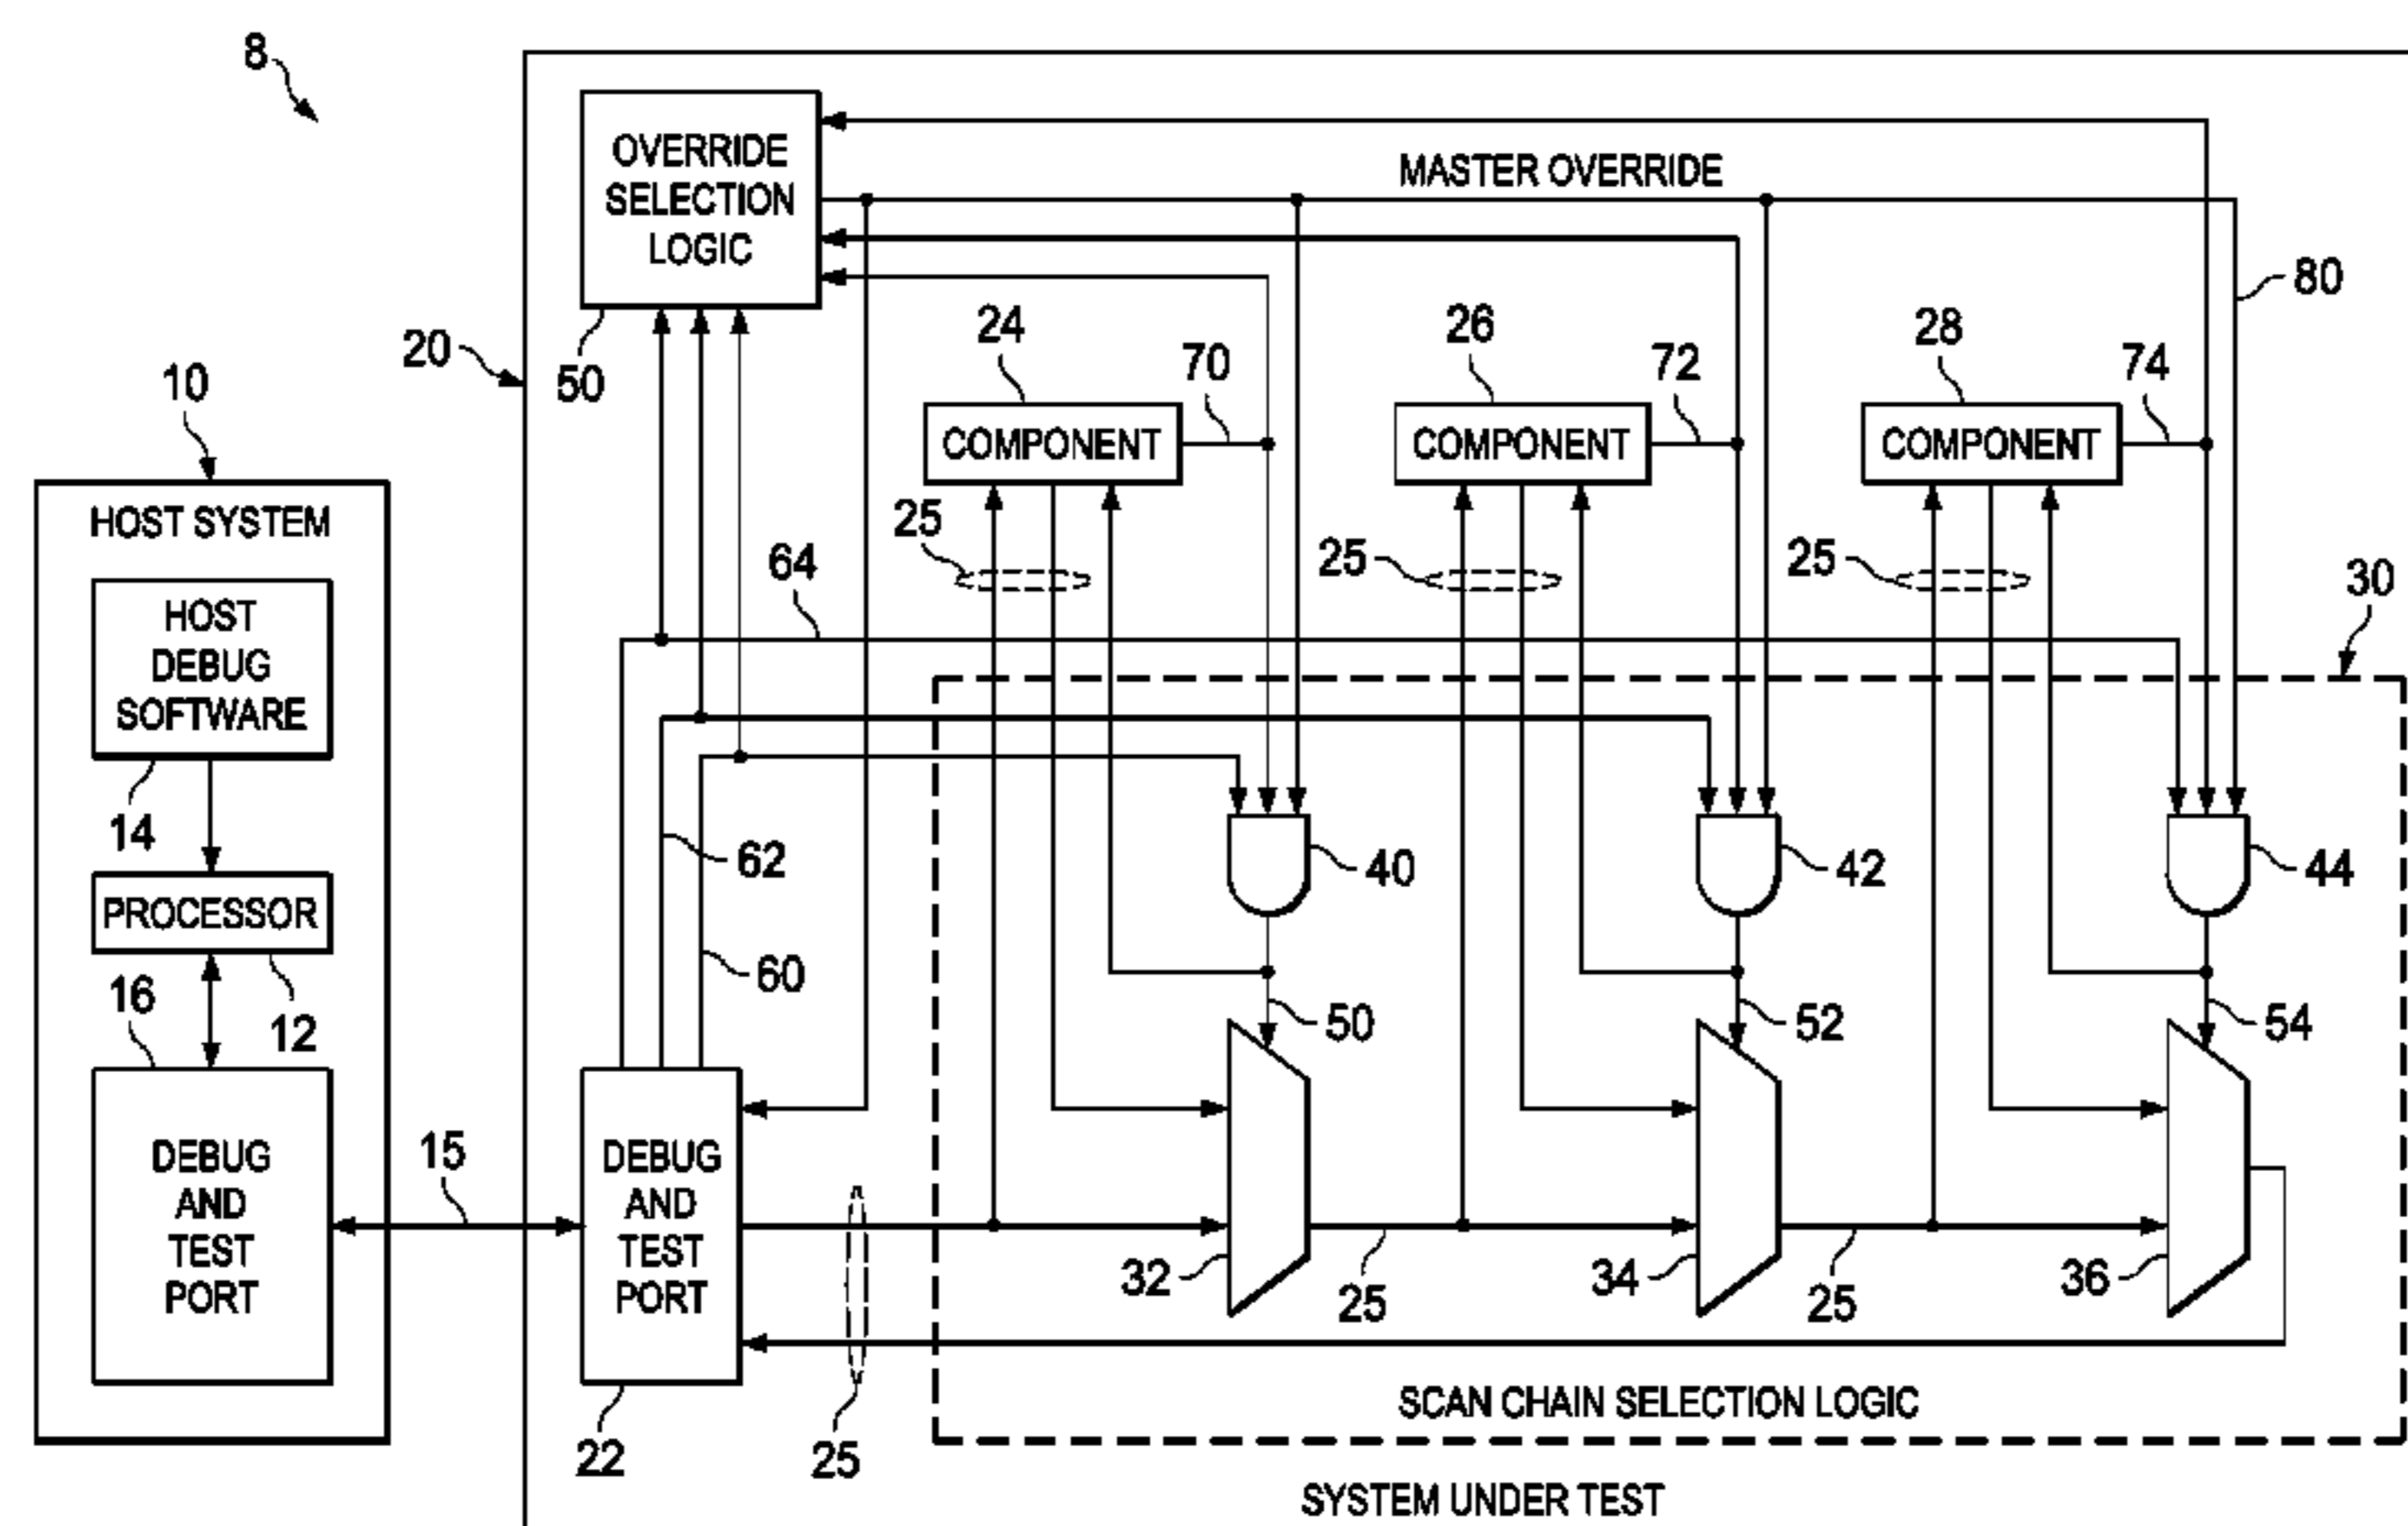 8
OVERRIDE
SELECTION
LOGIC
MASTER OVERRIDE
80
20
50
24
70
26
72
28
74
10
COMPONENT
COMPONENT
COMPONENT
HOST SYSTEM
25
25
25
64
30
HOST
DEBUG
SOFTWARE
14
62
40
42
44
PROCESSOR
60
16
12
50
52
54
DEBUG
AND
TEST
PORT
15
DEBUG
AND
TEST
PORT
32
25
34
25
36
22
25
SCAN CHAIN SELECTION LOGIC
SYSTEM UNDER TEST